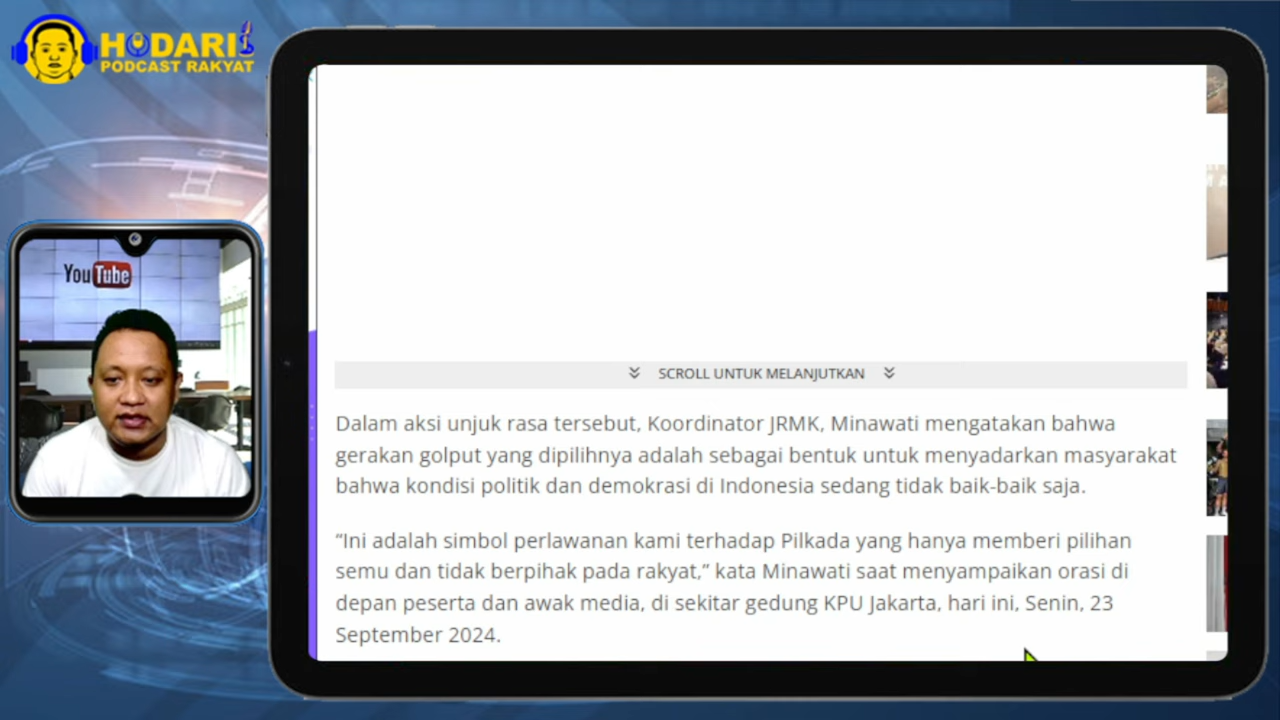 HODARI
PODCAST RAKYAT
YouTube
SCROLL UNTUK MELANJUTKAN
Dalam aksi unjuk rasa tersebut, Koordinator JRMK, Minawati mengatakan bahwa
gerakan golput yang dipilihnya adalah sebagai bentuk untuk menyadarkan masyarakat
bahwa kondisi politik dan demokrasi di Indonesia sedang tidak baik-baik saja.
“Ini adalah simbol perlawanan kami terhadap Pilkada yang hanya memberi pilihan
semu dan tidak berpihak pada rakyat,” kata Minawati saat menyampaikan orasi di
depan peserta dan awak media, di sekitar gedung KPU Jakarta, hari ini, Senin, 23
September 2024.